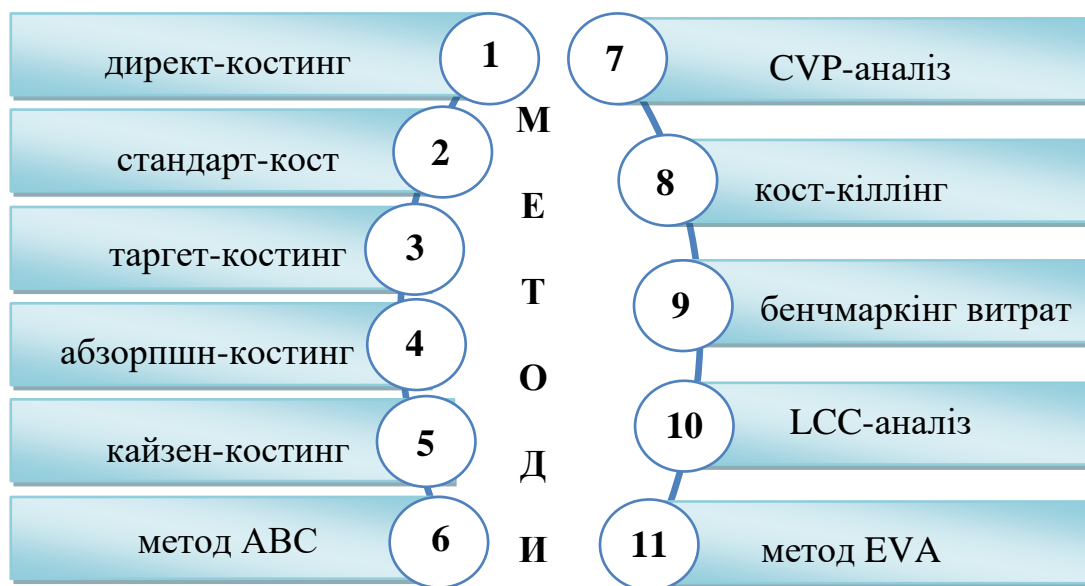 директ-костинг 1
стандарт-кост 2
таргет-костинг 3
абзорпшн-костинг 4
кайзен-костинг 5
метод АВС 6
МЕТОДИ
7 CVP-аналіз
8 кост-кіллінг
9 бенчмаркінг витрат
10 LCC-аналіз
11 метод EVA